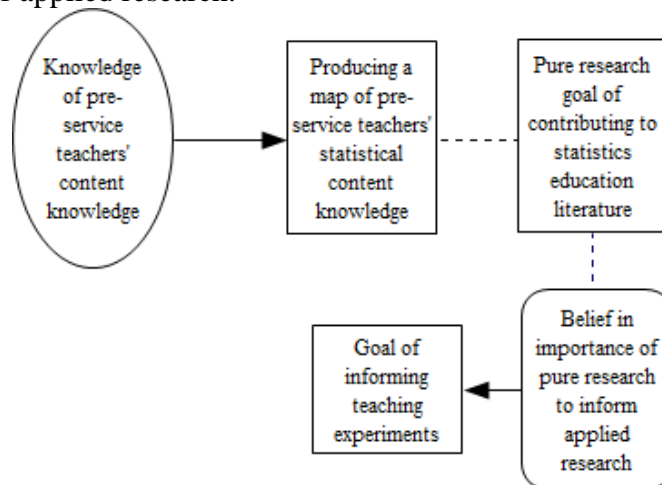 applied research.
Knowledge
of pre-
service
teachers'
content
knowledge
Producing a
map of pre-
service teachers'
statistical
content
knowledge
Pure research
goal of
contributing to
statistics
education
literature
Belief in
importance of
pure research
to inform
applied
research
Goal of
informing
teaching
experiments